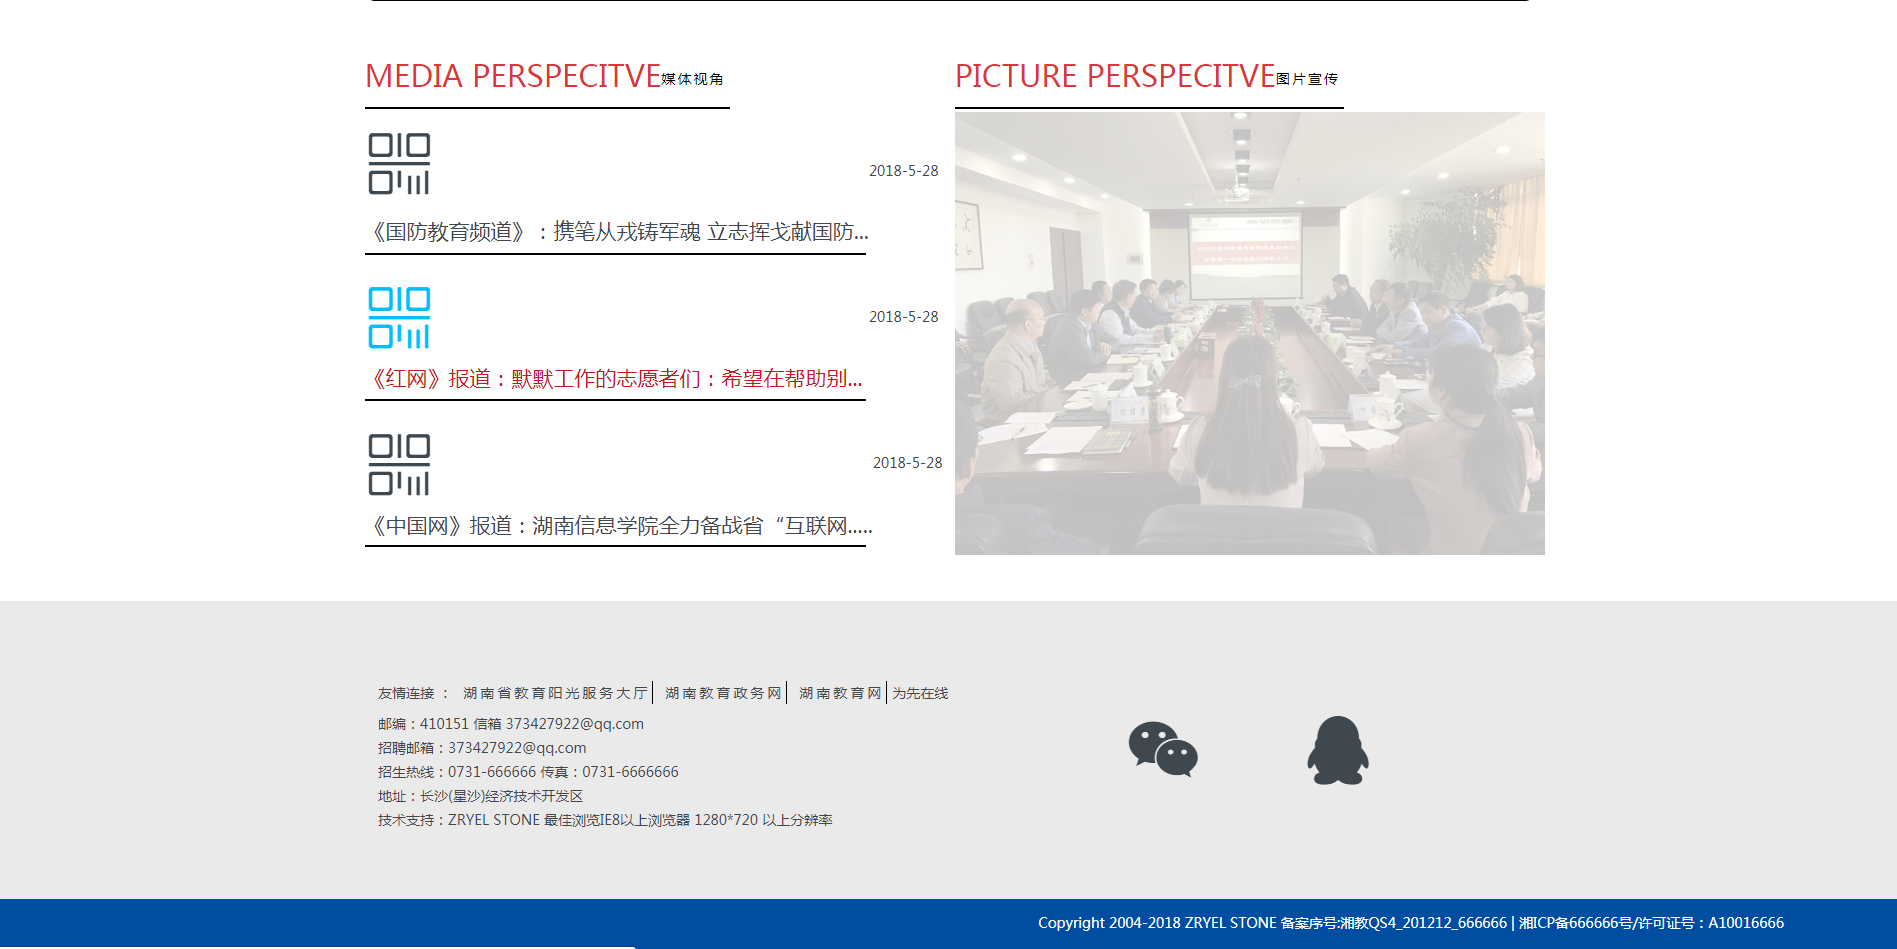 MEDIA PERSPECITVE媒体视角
2018-5-28
《国防教育频道》：携笔从戎铸军魂 立志挥戈献国防...
2018-5-28
《红网》报道：默默工作的志愿者们：希望在帮助别...
2018-5-28
《中国网》报道：湖南信息学院全力备战省“互联网.....
PICTURE PERSPECITVE图片宣传
友情连接 ： 湖南省教育阳光服务大厅 湖南教育政务网 湖南教育网 为先在线
邮编：410151 信箱 373427922@qq.com
招聘邮箱：373427922@qq.com
招生热线：0731-666666 传真：0731-6666666
地址：长沙(星沙)经济技术开发区
技术支持：ZRYEL STONE 最佳浏览IE8以上浏览器 1280*720 以上分辨率
Copyright 2004-2018 ZRYEL STONE 备案序号:湘教QS4_201212_666666 | 湘ICP备666666号/许可证号：A10016666